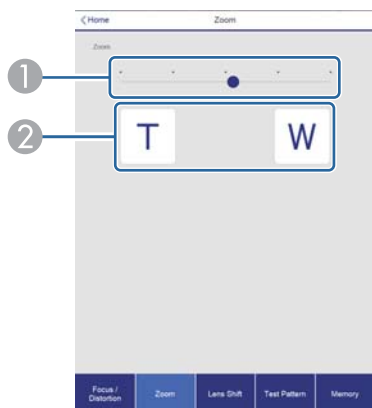 < Home
Zoom
Zoom
1
2
T
W
Focus /
Distortion
Zoom
Lens Shift
Test Pattern
Memory